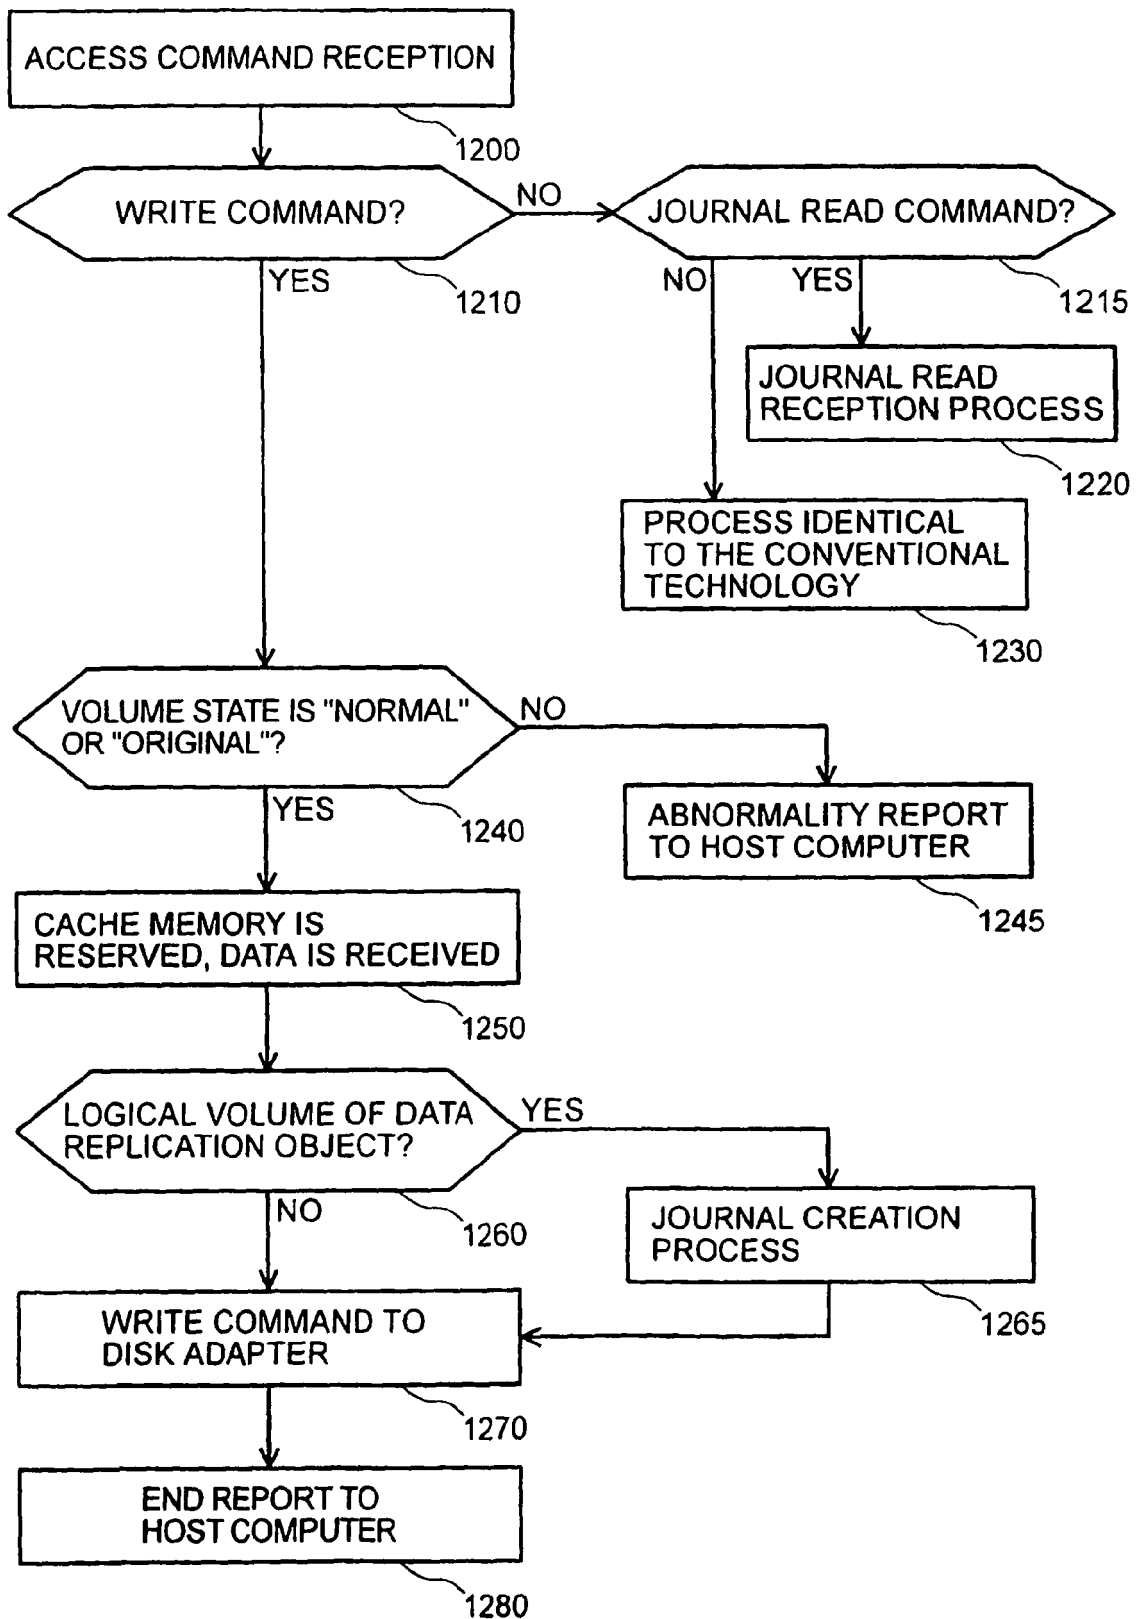 ACCESS COMMAND RECEPTION
1200
WRITE COMMAND?
NO
JOURNAL READ COMMAND?
YES
1210
NO
YES
1215
JOURNAL READ
RECEPTION PROCESS
1220
PROCESS IDENTICAL
TO THE CONVENTIONAL
TECHNOLOGY
1230
VOLUME STATE IS "NORMAL"
OR "ORIGINAL"?
NO
YES
1240
ABNORMALITY REPORT
TO HOST COMPUTER
1245
CACHE MEMORY IS
RESERVED, DATA IS RECEIVED
1250
LOGICAL VOLUME OF DATA
REPLICATION OBJECT?
YES
NO
1260
JOURNAL CREATION
PROCESS
1265
WRITE COMMAND TO
DISK ADAPTER
1270
END REPORT TO
HOST COMPUTER
1280